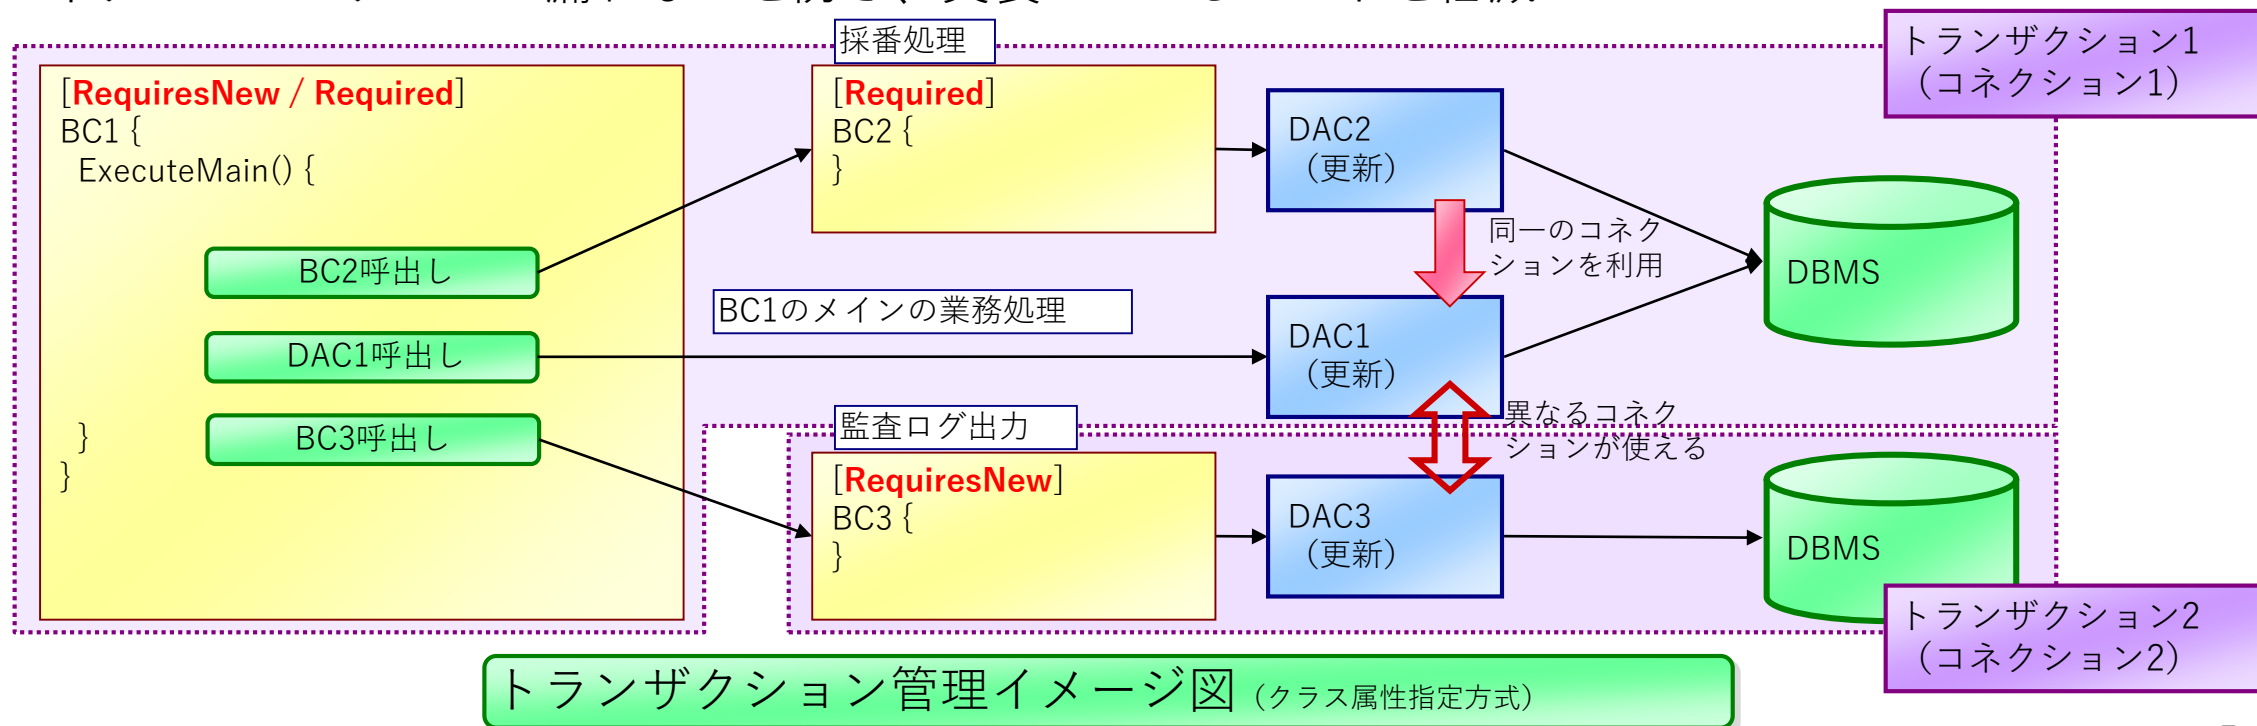 採番処理
トランザクション1
（コネクション1）
[RequiresNew / Required]
BC1 {
ExecuteMain() {
BC2呼出し
DAC1呼出し
BC3呼出し
}
}
[Required]
BC2 {
}
DAC2
（更新）
同一のコネク
ションを利用
DBMS
BC1のメインの業務処理
DAC1
（更新）
異なるコネク
ションが使える
監査ログ出力
[RequiresNew]
BC3 {
}
DAC3
（更新）
DBMS
トランザクション2
（コネクション2）
トランザクション管理イメージ図（クラス属性指定方式）